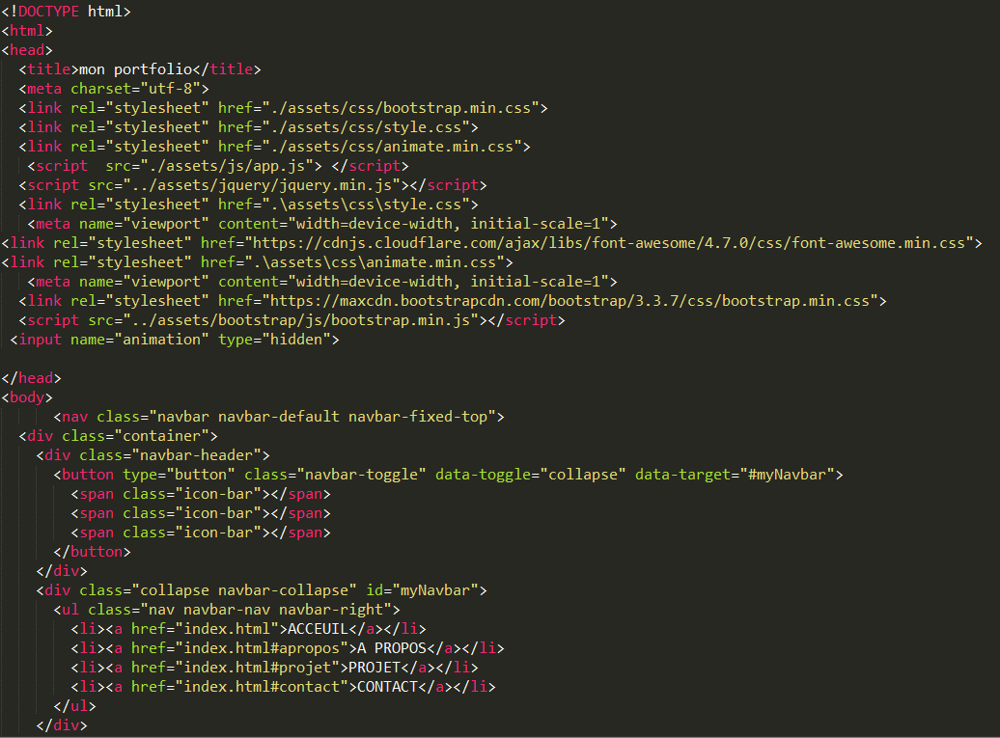 <!DOCTYPE html>
<html>
<head>
  <title>mon portfolio</title>
  <meta charset="utf-8">
  <link rel="stylesheet" href="./assets/css/bootstrap.min.css">
  <link rel="stylesheet" href="./assets/css/style.css">
  <link rel="stylesheet" href="./assets/css/animate.min.css">
   <script  src="./assets/js/app.js"> </script>
  <script src="../assets/jquery/jquery.min.js"></script>
  <link rel="stylesheet" href=".\assets\css\style.css">
   <meta name="viewport" content="width=device-width, initial-scale=1">
<link rel="stylesheet" href="https://cdnjs.cloudflare.com/ajax/libs/font-awesome/4.7.0/css/font-awesome.min.css">
<link rel="stylesheet" href=".\assets\css\animate.min.css">
   <meta name="viewport" content="width=device-width, initial-scale=1">
  <link rel="stylesheet" href="https://maxcdn.bootstrapcdn.com/bootstrap/3.3.7/css/bootstrap.min.css">
  <script src="../assets/bootstrap/js/bootstrap.min.js"></script>
 <input name="animation" type="hidden">
</head>
<body>
      <nav class="navbar navbar-default navbar-fixed-top">
  <div class="container">
    <div class="navbar-header">
      <button type="button" class="navbar-toggle" data-toggle="collapse" data-target="#myNavbar">
        <span class="icon-bar"></span>
        <span class="icon-bar"></span>
        <span class="icon-bar"></span>
      </button>
    </div>
    <div class="collapse navbar-collapse" id="myNavbar">
      <ul class="nav navbar-nav navbar-right">
        <li><a href="index.html">ACCEUIL</a></li>
        <li><a href="index.html#apropos">A PROPOS</a></li>
        <li><a href="index.html#projet">PROJET</a></li>
        <li><a href="index.html#contact">CONTACT</a></li>
      </ul>
    </div>